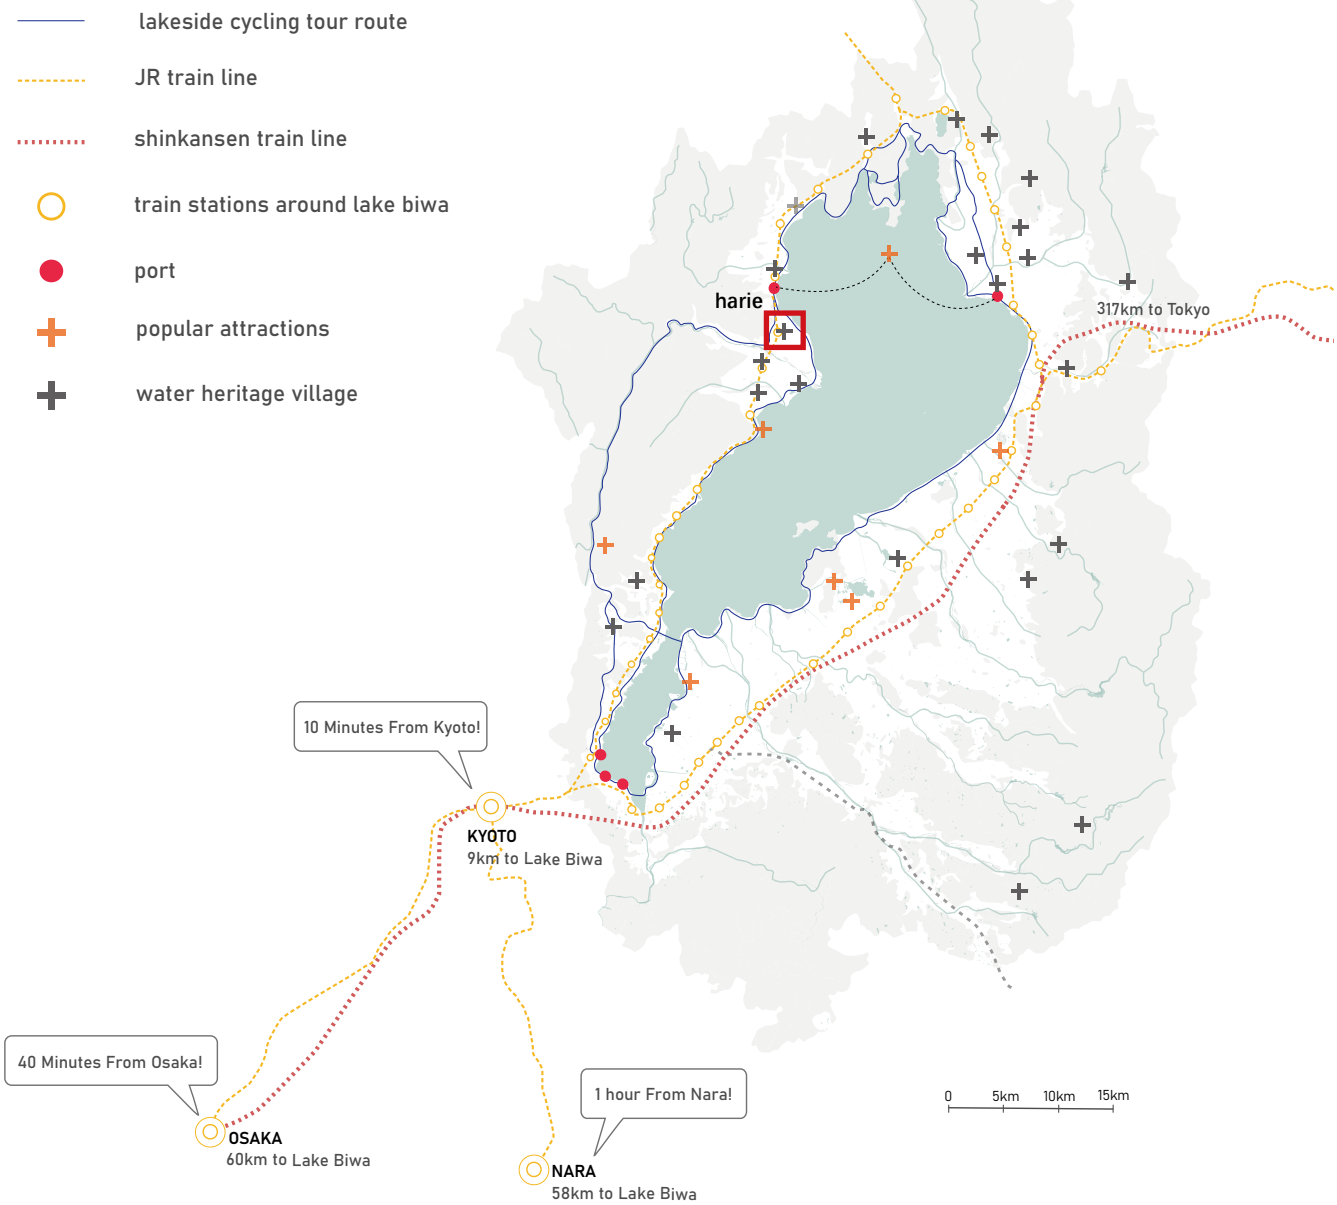 lakeside cycling tour route
JR train line
shinkansen train line
train stations around lake biwa
port
popular attractions
water heritage village
harie
317km to Tokyo
10 Minutes From Kyoto!
KYOTO
9km to Lake Biwa
40 Minutes From Osaka!
OSAKA
60km to Lake Biwa
1 hour From Nara!
NARA
58km to Lake Biwa
0 5km 10km 15km